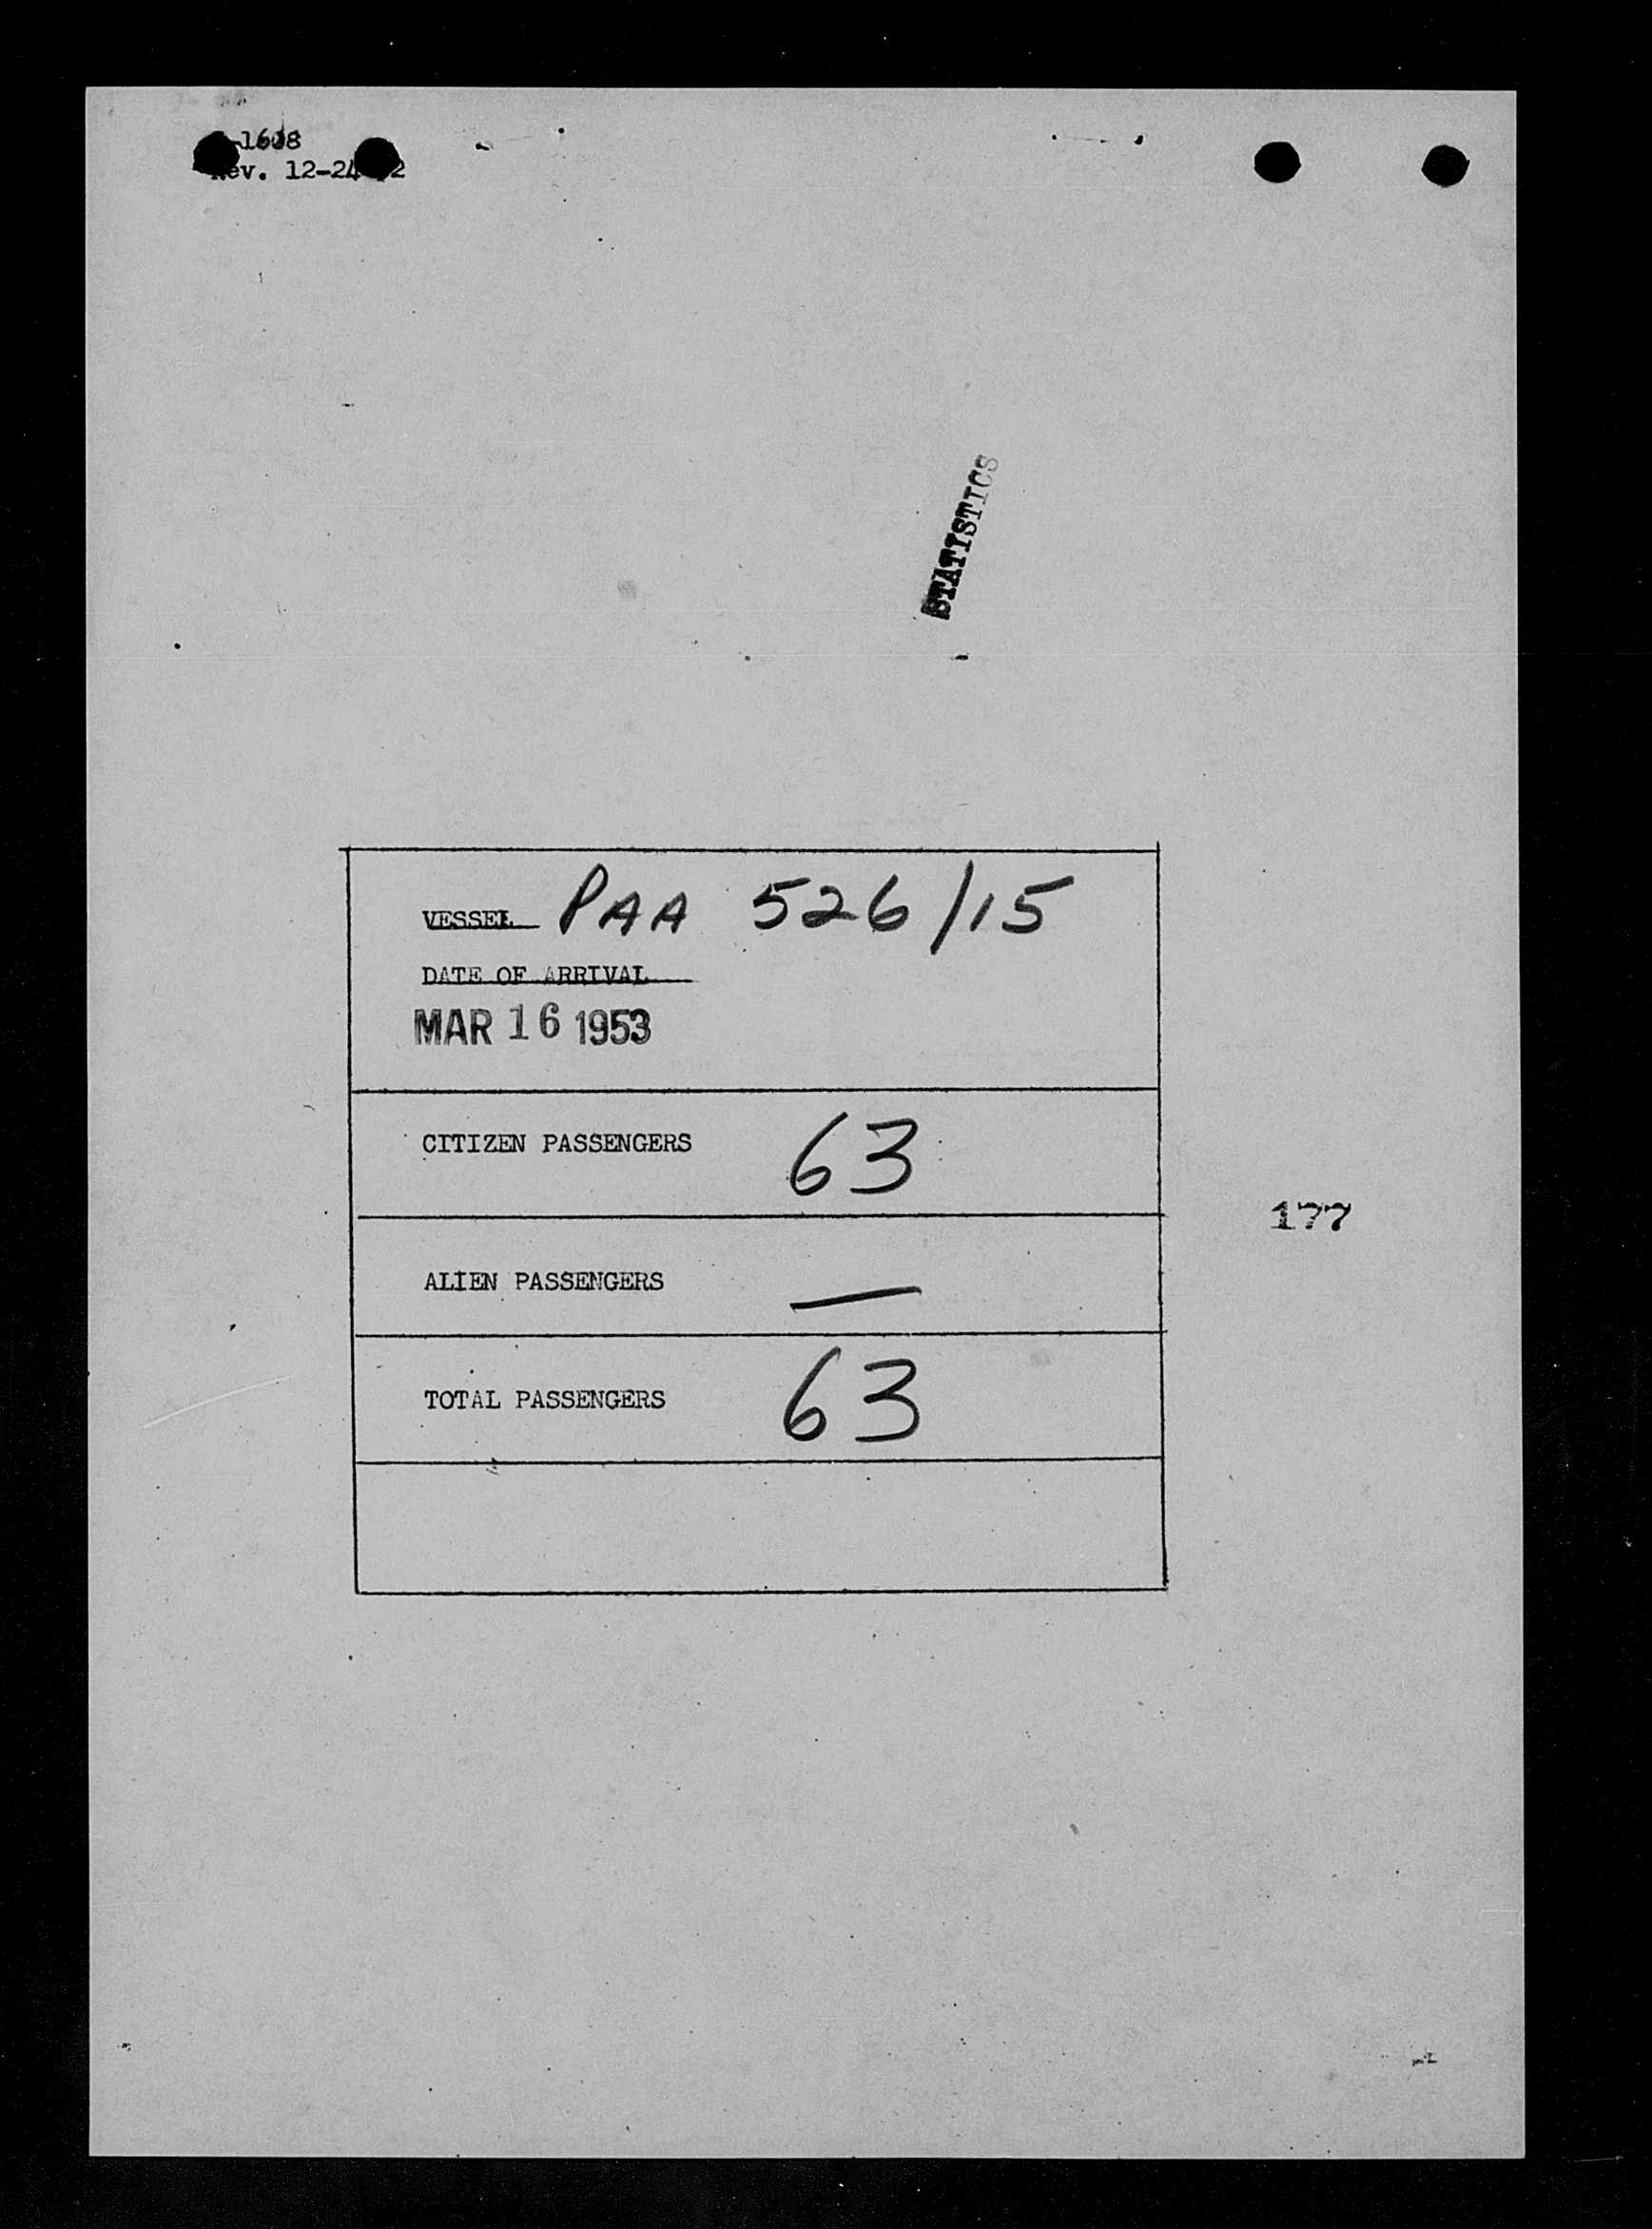 -1608
Rev. 12-24-52
STATISTICS
VESSEL PAA 526/15
DATE OF ARRIVAL
MAR 16 1953
CITIZEN PASSENGERS 63
177
ALIEN PASSENGERS —
TOTAL PASSENGERS 63